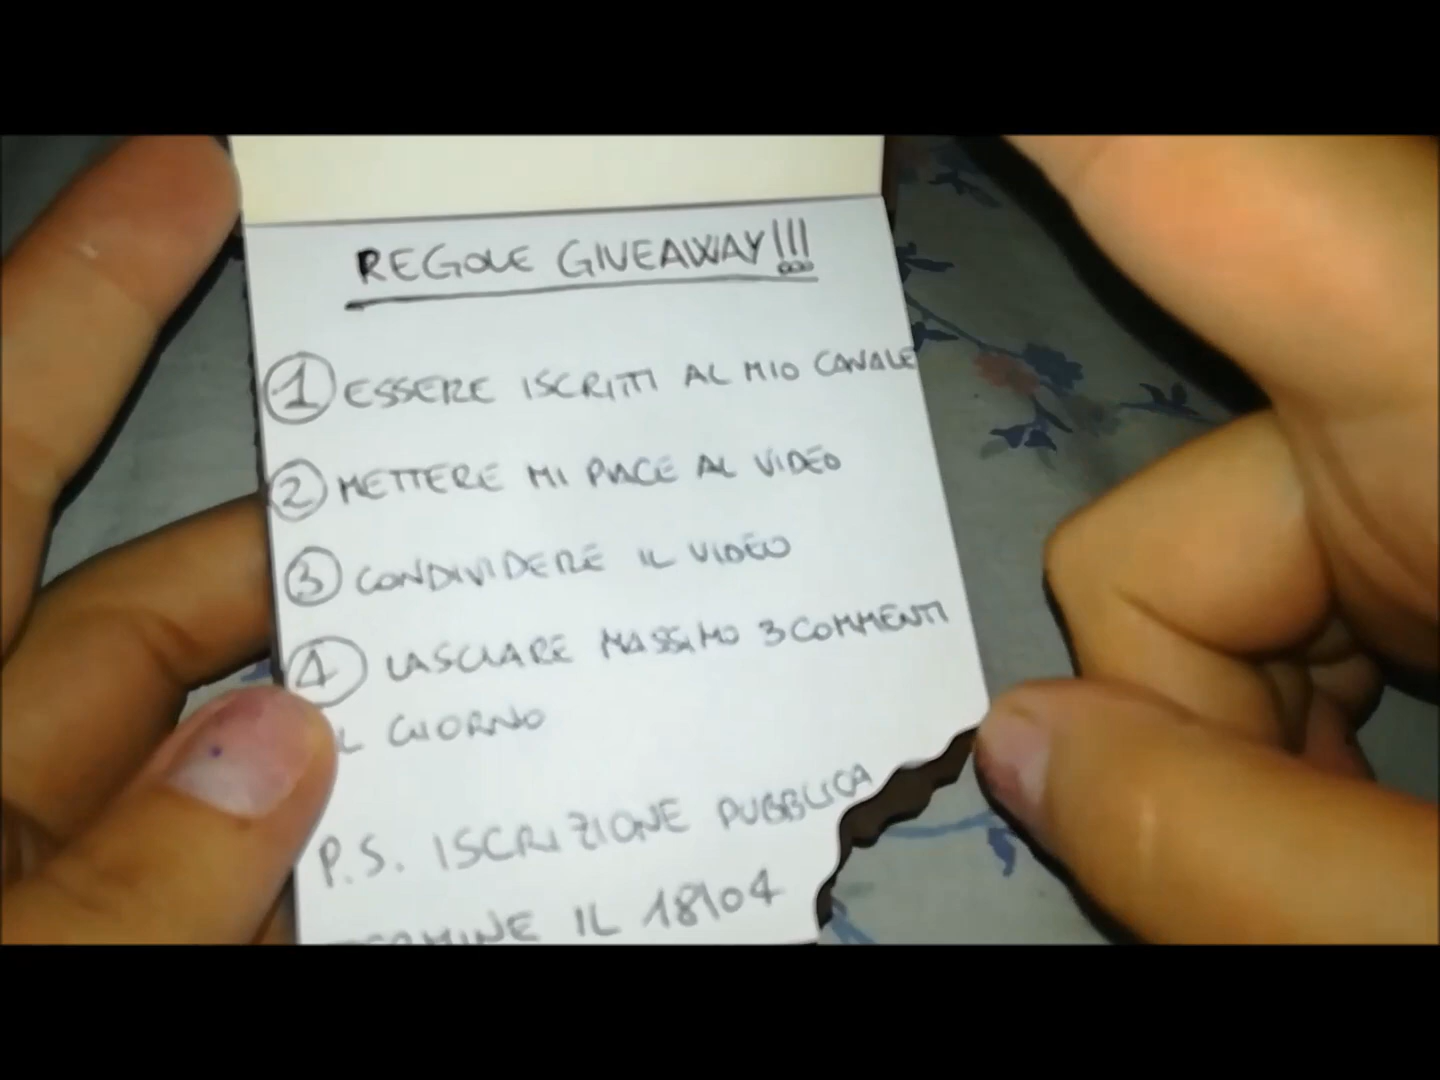 REGOLE GIVEAWAY!!!
1 ESSERE ISCRITTI AL MIO CANALE
2 METTERE MI PIACE AL VIDEO
3 CONDIVIDERE IL VIDEO
4 LASCIARE MASSIMO 3 COMMENTI
GIORNO
P.S. ISCRIZIONE PUBBLICA
TERMINE IL 18\04